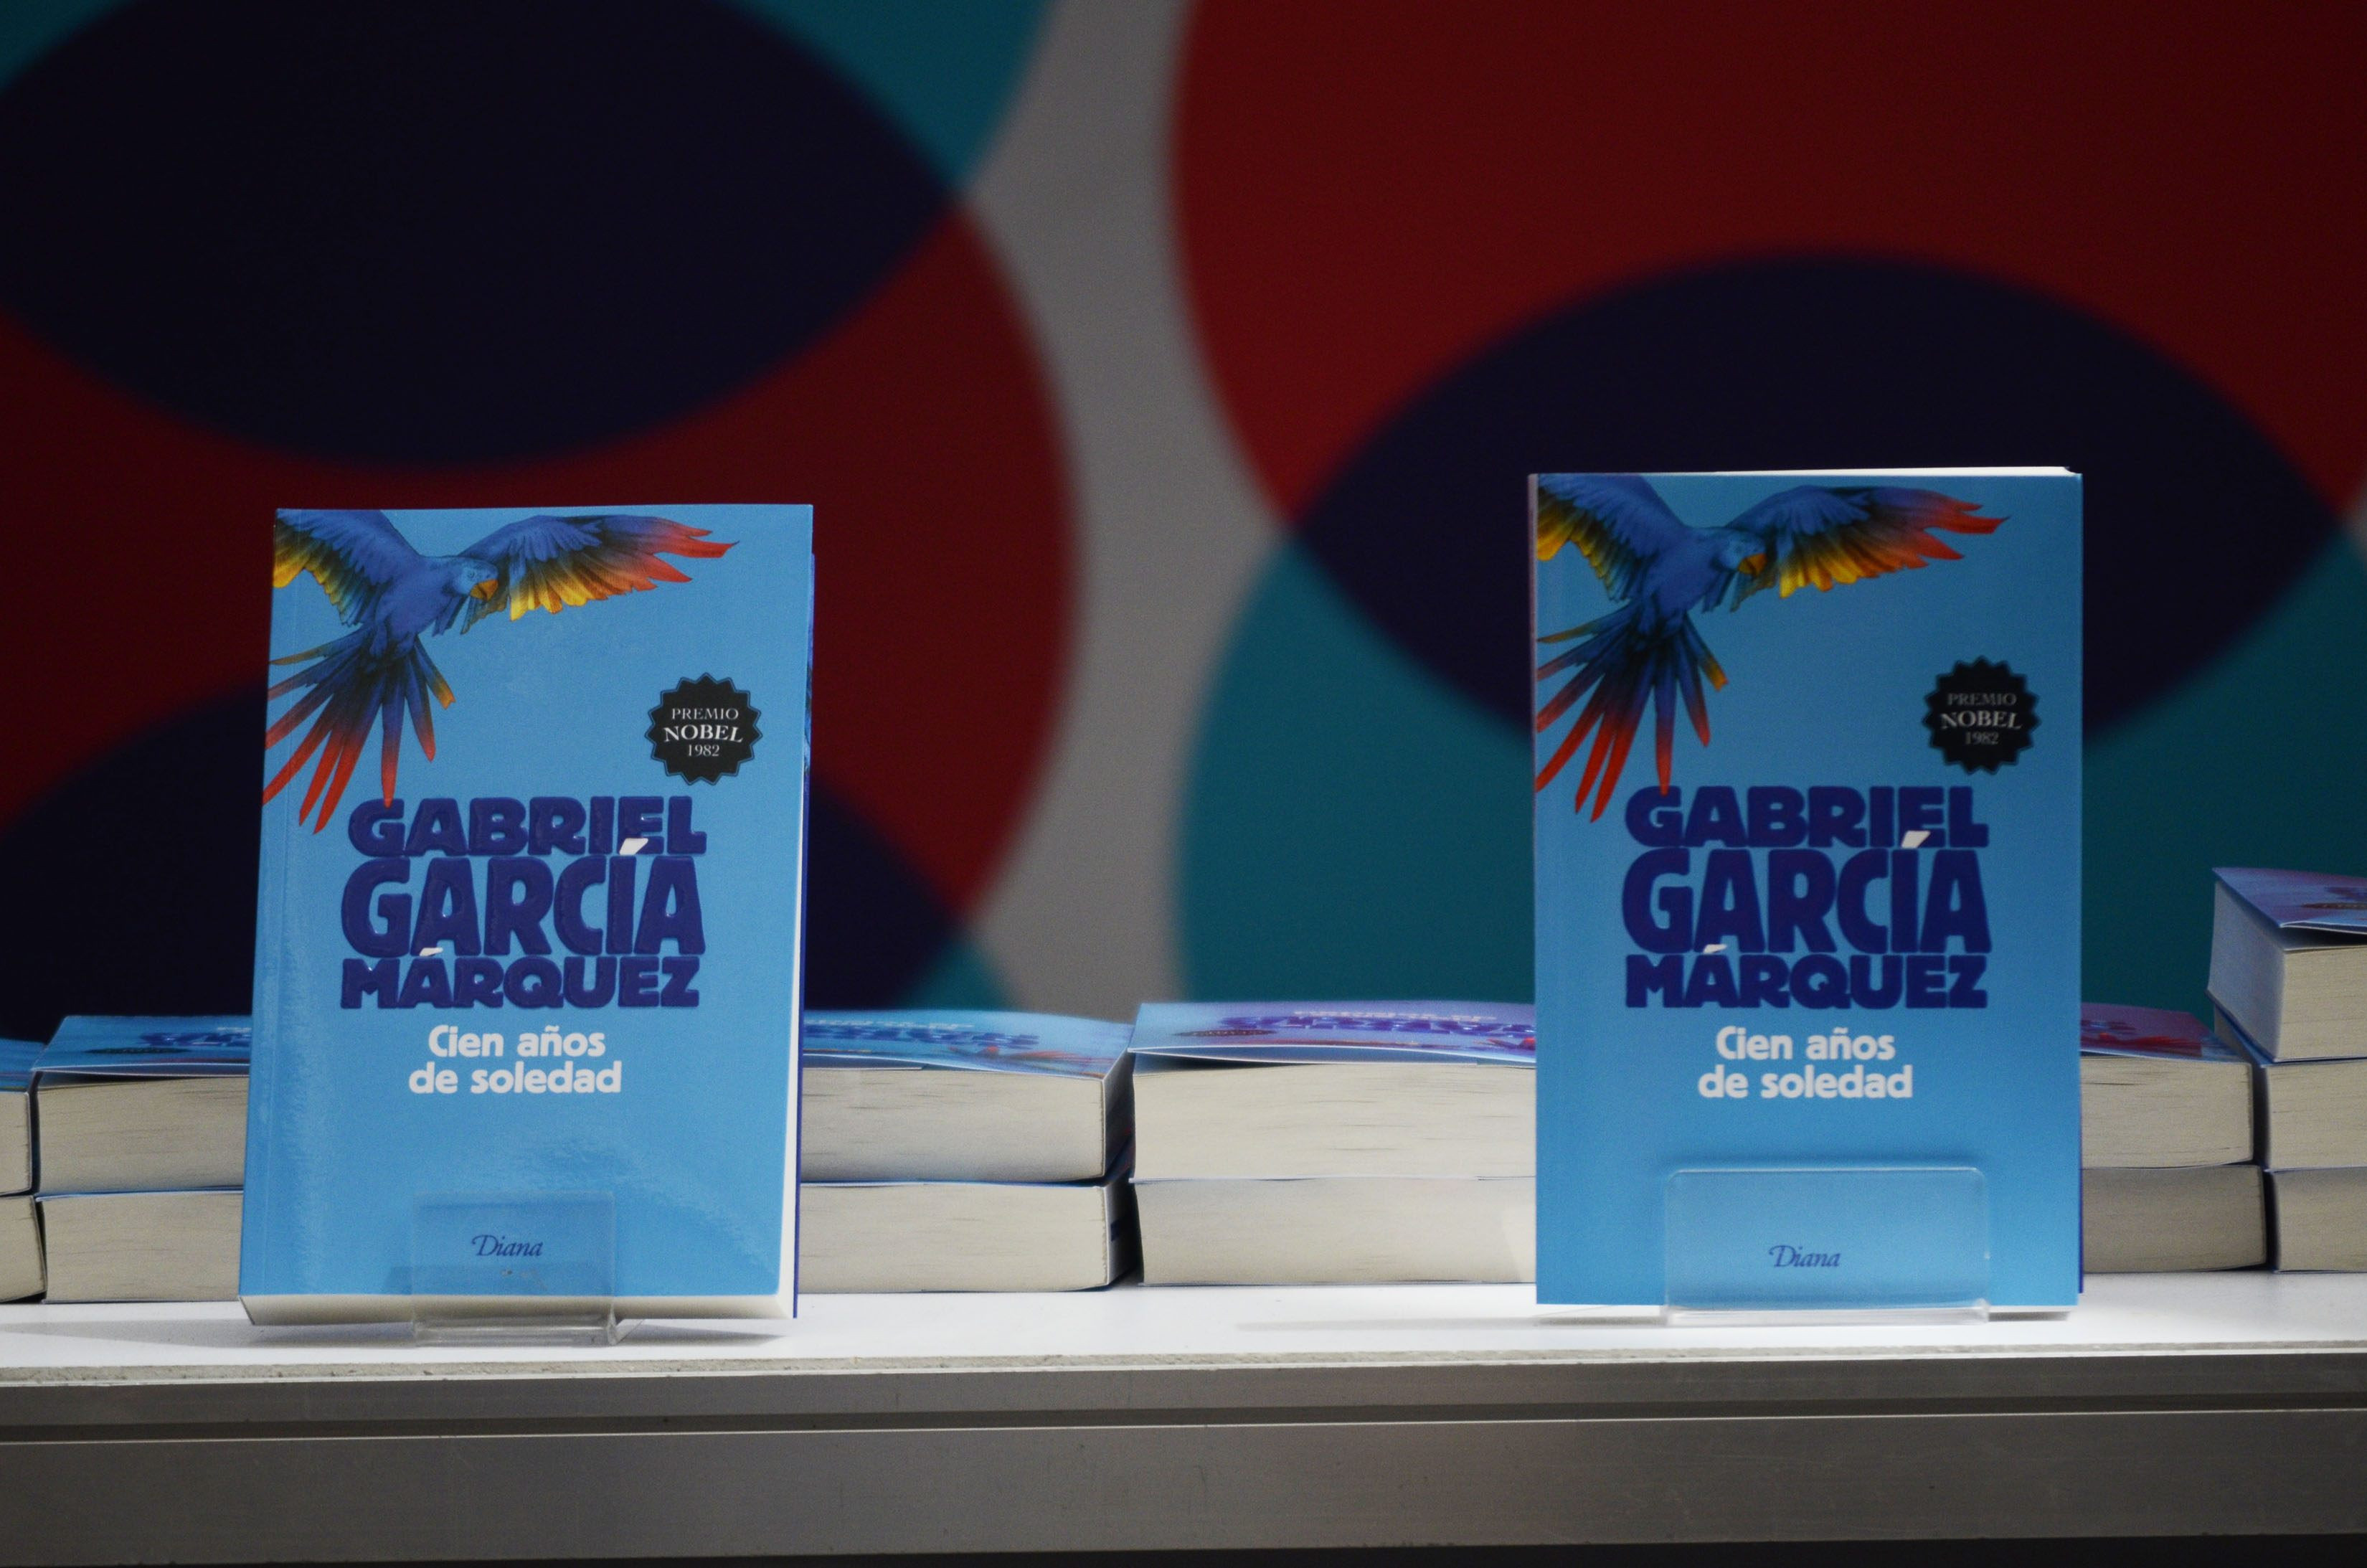 PREMIO
NOBEL
1982
GABRIEL
GARCÍA
MÁRQUEZ
Cien años
de soledad
Diana
PREMIO
NOBEL
1982
GABRIEL
GARCÍA
MÁRQUEZ
Cien años
de soledad
Diana